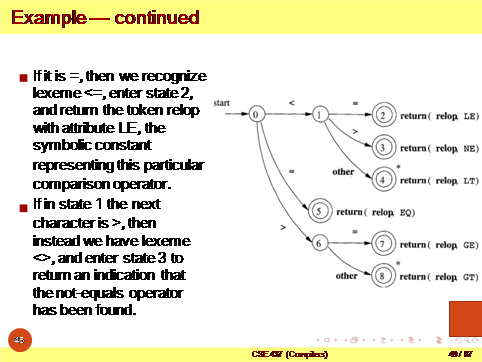 Example — continued
If it is =, then we recognize
lexeme <=, enter state 2,
and return the token relop
with attribute LE, the
symbolic constant
representing this particular
comparison operator.
If in state 1 the next
character is >, then
instead we have lexeme
<>, and enter state 3 to
return an indication that
the not-equals operator
has been found.
start
0
<
1
=
2
return( relop, LE)
>
3
return( relop, NE)
other
4
*
return( relop, LT)
=
5
return( relop, EQ)
>
6
=
7
return( relop, GE)
other
8
*
return( relop, GT)
CSE437 (Compilers)